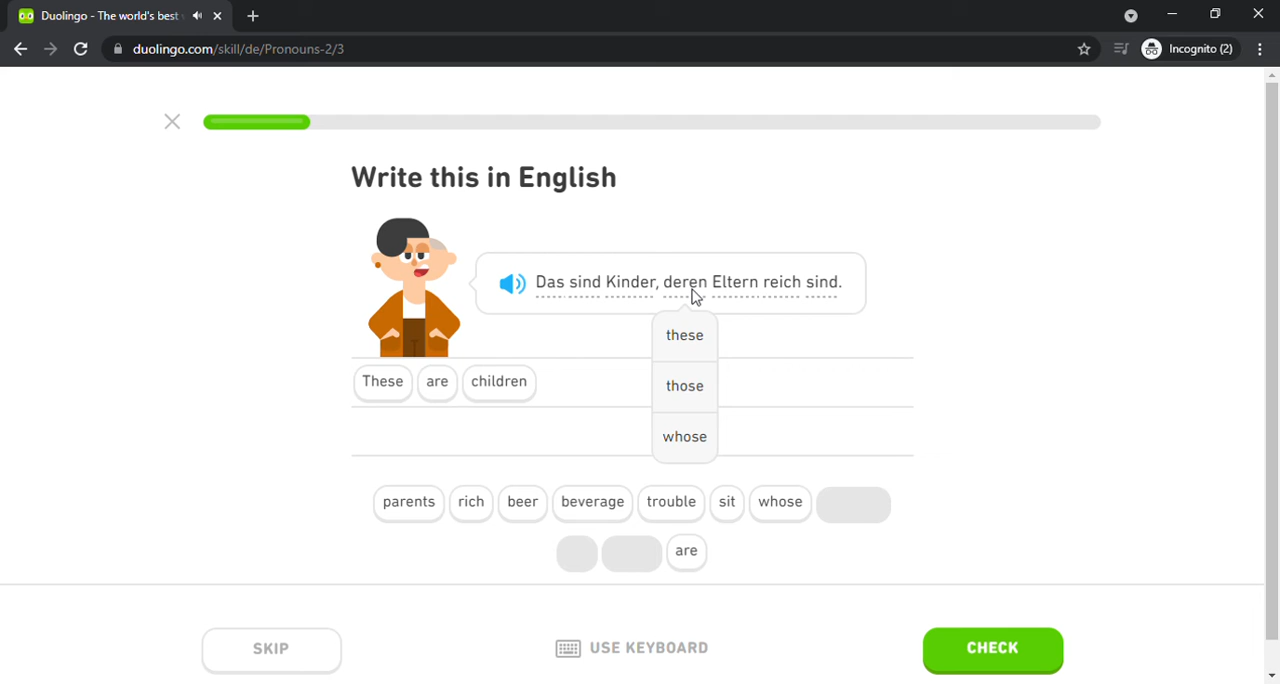 Duolingo - The world's best
duolingo.com/skill/de/Pronouns-2/3
Incognito (2)
Write this in English
Das sind Kinder, deren Eltern reich sind.
these
those
whose
These are children
parents rich beer beverage trouble sit whose
are
SKIP
USE KEYBOARD
CHECK